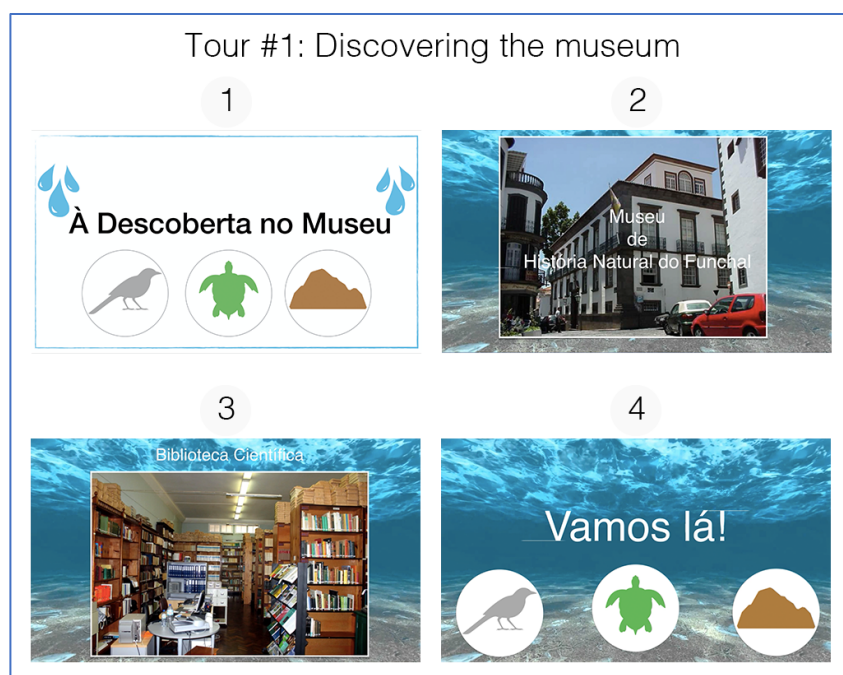 Tour #1: Discovering the museum
1
2
À Descoberta no Museu
Museu
de
História Natural do Funchal
3
4
Biblioteca Científica
Vamos lá!